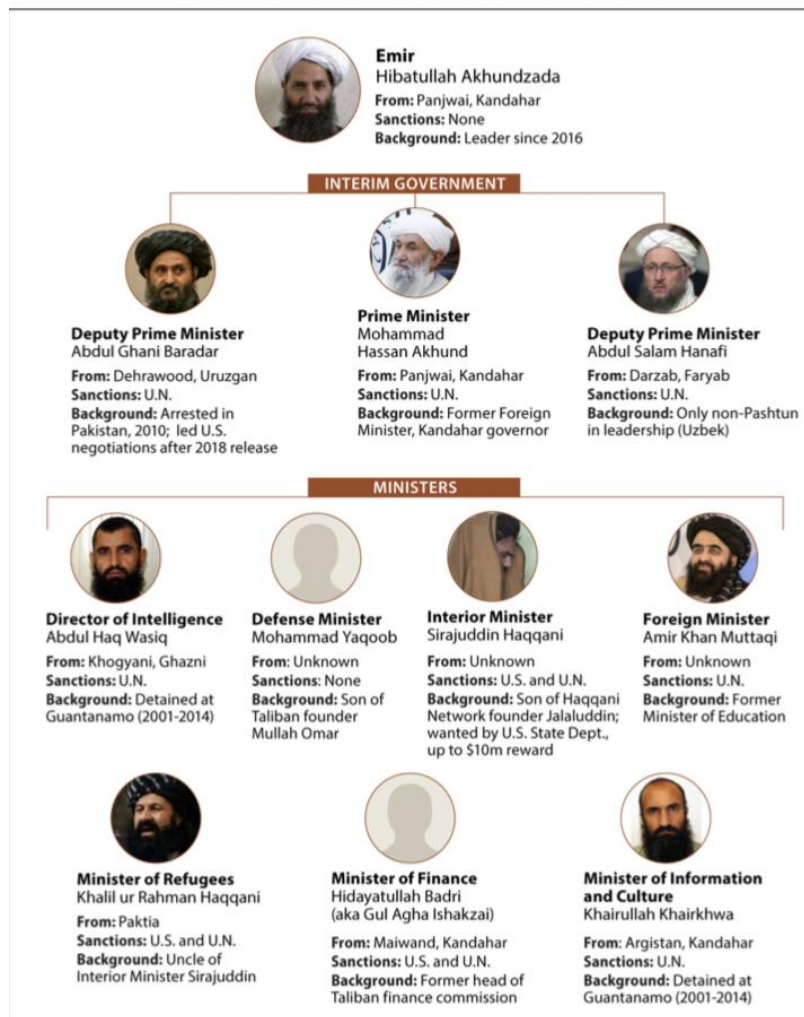 Emir
Hibatullah Akhundzada
From: Panjwai, Kandahar
Sanctions: None
Background: Leader since 2016
INTERIM GOVERNMENT
Deputy Prime Minister
Abdul Ghani Baradar
From: Dehrawood, Uruzgan
Sanctions: U.N.
Background: Arrested in
Pakistan, 2010; led U.S.
negotiations after 2018 release
Prime Minister
Mohammad
Hassan Akhund
From: Panjwai, Kandahar
Sanctions: U.N.
Background: Former Foreign
Minister, Kandahar governor
Deputy Prime Minister
Abdul Salam Hanafi
From: Darzab, Faryab
Sanctions: U.N.
Background: Only non-Pashtun
in leadership (Uzbek)
MINISTERS
Director of Intelligence
Abdul Haq Wasiq
From: Khogyani, Ghazni
Sanctions: U.N.
Background: Detained at
Guantanamo (2001-2014)
Defense Minister
Mohammad Yaqoob
From: Unknown
Sanctions: None
Background: Son of
Taliban founder
Mullah Omar
Interior Minister
Sirajuddin Haqqani
From: Unknown
Sanctions: U.S. and U.N.
Background: Son of Haqqani
Network founder Jalaluddin;
wanted by U.S. State Dept.,
up to $10m reward
Foreign Minister
Amir Khan Muttaqi
From: Unknown
Sanctions: U.N.
Background: Former
Minister of Education
Minister of Refugees
Khalil ur Rahman Haqqani
From: Paktia
Sanctions: U.S. and U.N.
Background: Uncle of
Interior Minister Sirajuddin
Minister of Finance
Hidayatullah Badri
(aka Gul Agha Ishakzai)
From: Maiwand, Kandahar
Sanctions: U.S. and U.N.
Background: Former head of
Taliban finance commission
Minister of Information
and Culture
Khairullah Khairkhwa
From: Argistan, Kandahar
Sanctions: U.N.
Background: Detained at
Guantanamo (2001-2014)